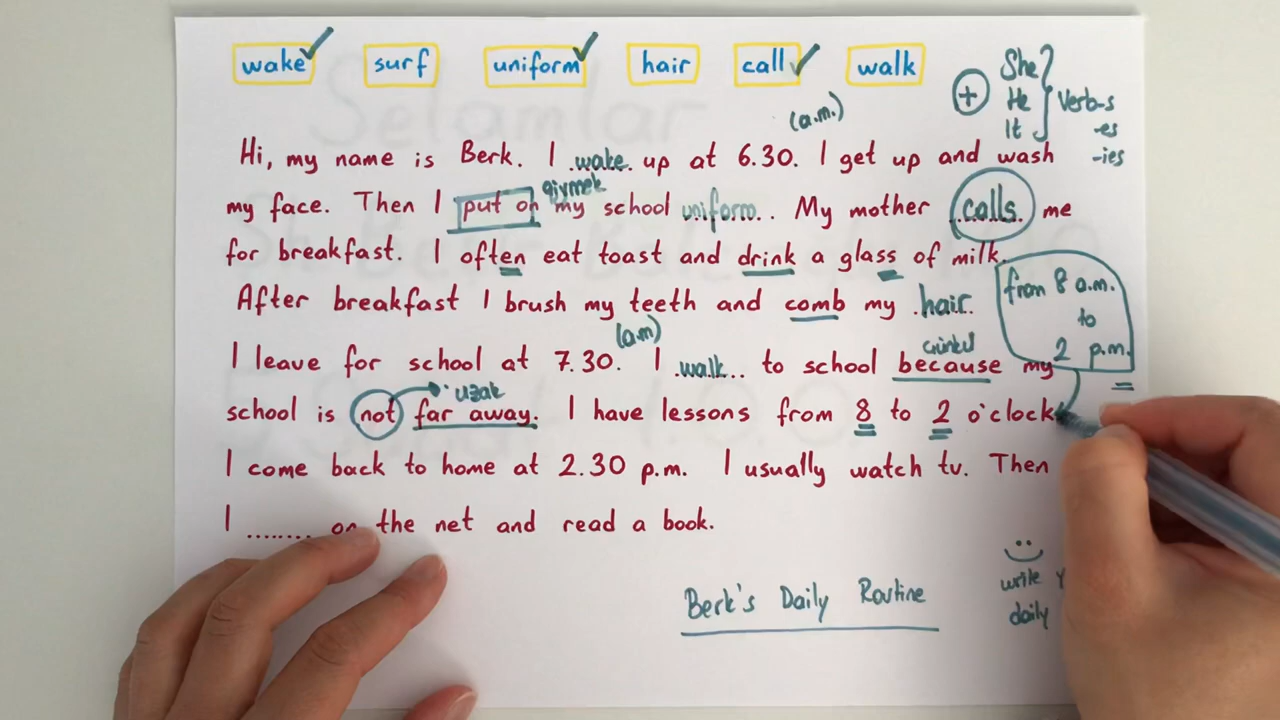 wake surf uniform hair call walk
+ She He It Verb-s -es -ies
(a.m.)
Hi, my name is Berk. I ..wake.. up at 6.30. I get up and wash
giymek
my face. Then I put on my school uniform.. My mother ..calls.. me
for breakfast. I often eat toast and drink a glass of milk.
After breakfast I brush my teeth and comb my .hair.
from 8 a.m.
to
2 p.m.
(a.m)
çünkü
I leave for school at 7.30. I ..walk... to school because my
uzak
school is not far away. I have lessons from 8 to 2 o'clock
I come back to home at 2.30 p.m. I usually watch tv. Then
I ........ on the net and read a book.
Berk's Daily Routine
write
daily